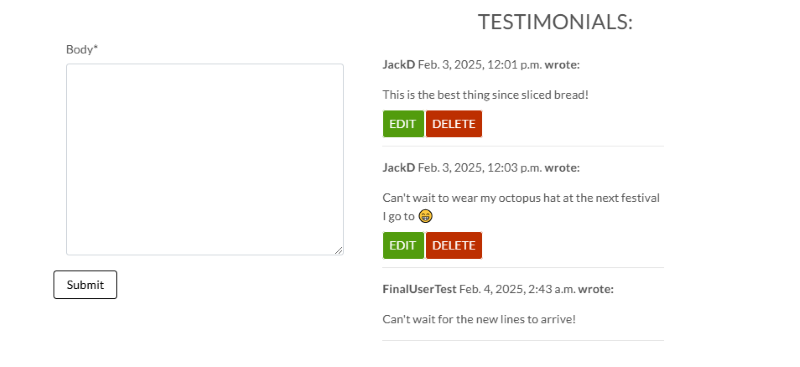 TESTIMONIALS:
Body*
Submit
JackD Feb. 3, 2025, 12:01 p.m. wrote:
This is the best thing since sliced bread!
EDIT DELETE
JackD Feb. 3, 2025, 12:03 p.m. wrote:
Can't wait to wear my octopus hat at the next festival
I go to 😁
EDIT DELETE
FinalUserTest Feb. 4, 2025, 2:43 a.m. wrote:
Can't wait for the new lines to arrive!